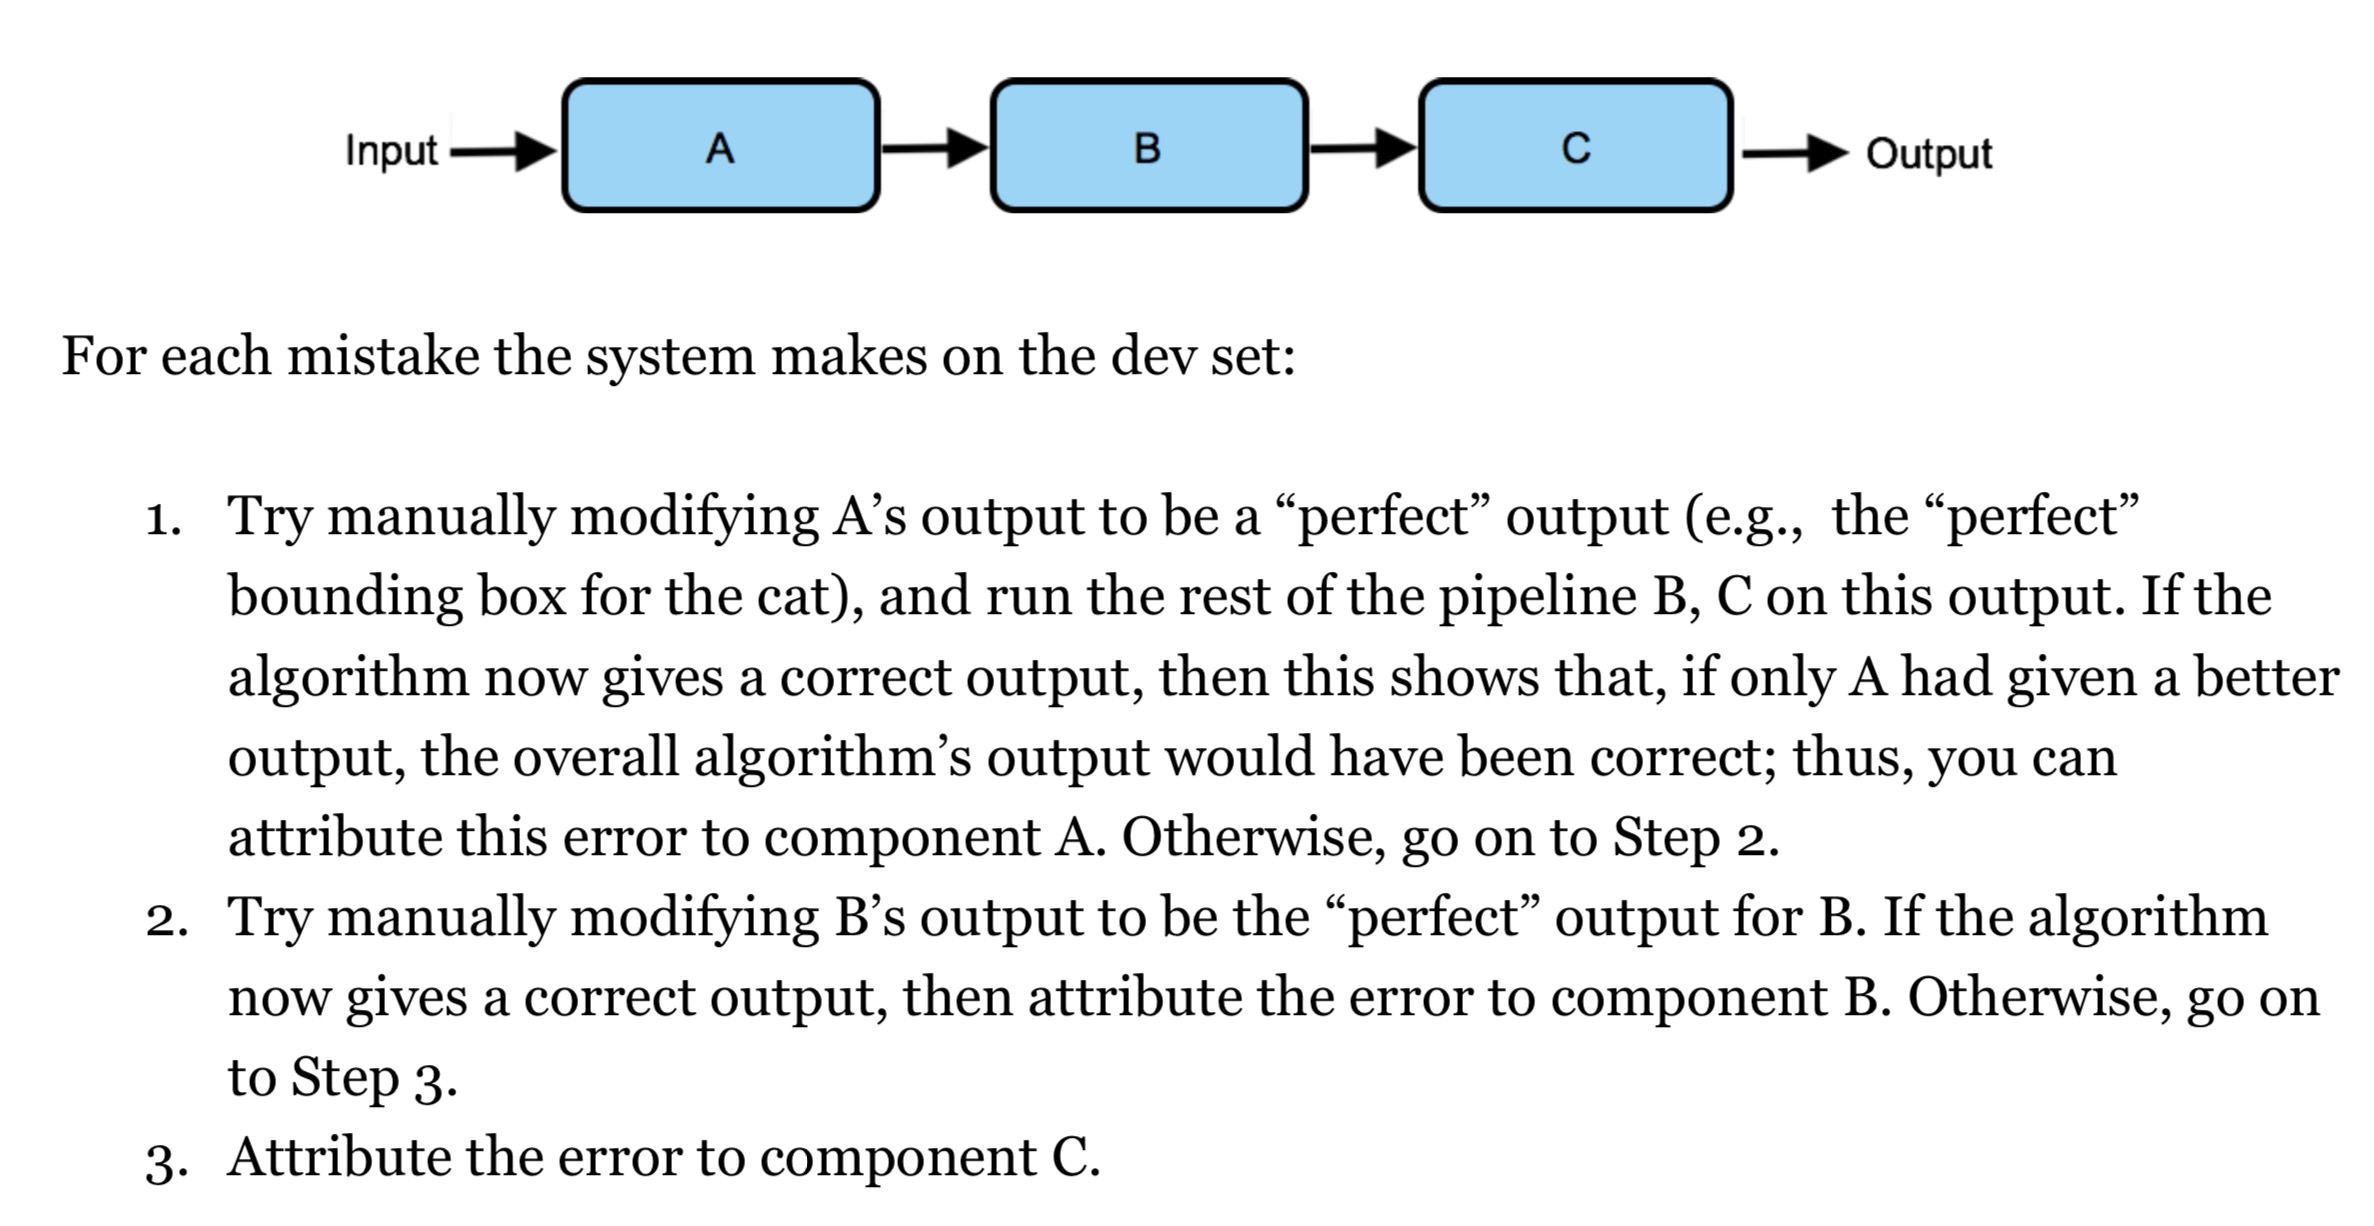 Input A B C Output
For each mistake the system makes on the dev set:
1. Try manually modifying A’s output to be a “perfect” output (e.g., the “perfect”
bounding box for the cat), and run the rest of the pipeline B, C on this output. If the
algorithm now gives a correct output, then this shows that, if only A had given a better
output, the overall algorithm’s output would have been correct; thus, you can
attribute this error to component A. Otherwise, go on to Step 2.
2. Try manually modifying B’s output to be the “perfect” output for B. If the algorithm
now gives a correct output, then attribute the error to component B. Otherwise, go on
to Step 3.
3. Attribute the error to component C.